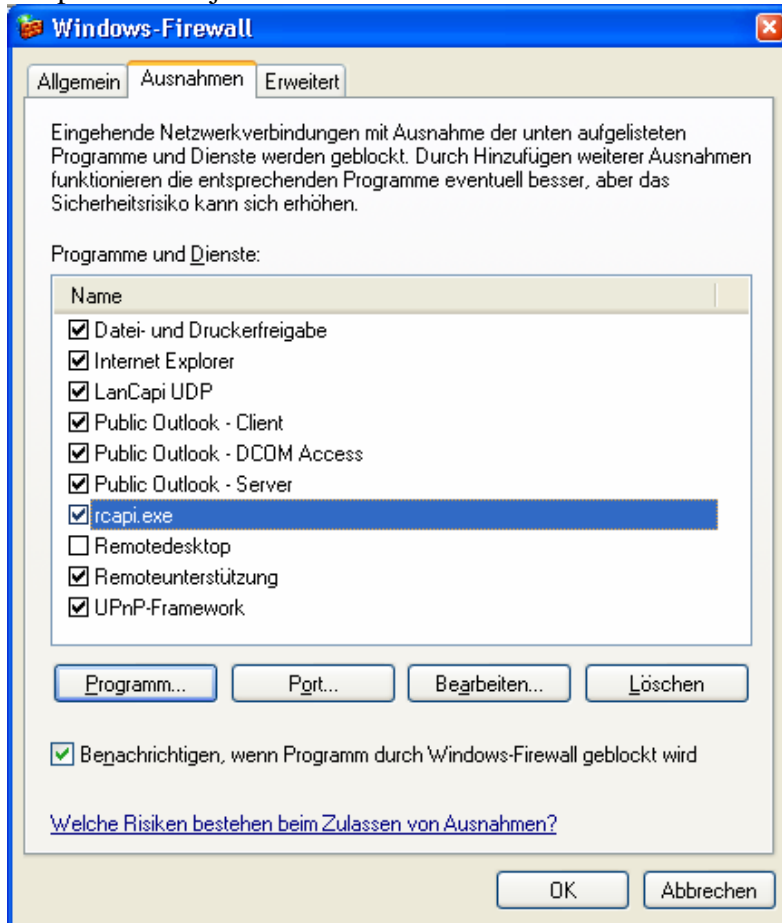 Windows-Firewall
Allgemein Ausnahmen Erweitert
Eingehende Netzwerkverbindungen mit Ausnahme der unten aufgelisteten
Programme und Dienste werden geblockt. Durch Hinzufügen weiterer Ausnahmen
funktionieren die entsprechenden Programme eventuell besser, aber das
Sicherheitsrisiko kann sich erhöhen.
Programme und Dienste:
Name
Datei- und Druckerfreigabe
Internet Explorer
LanCapi UDP
Public Outlook - Client
Public Outlook - DCOM Access
Public Outlook - Server
rcapi.exe
Remotedesktop
Remoteunterstützung
UPnP-Framework
Programm... Port... Bearbeiten... Löschen
Benachrichtigen, wenn Programm durch Windows-Firewall geblockt wird
Welche Risiken bestehen beim Zulassen von Ausnahmen?
OK Abbrechen